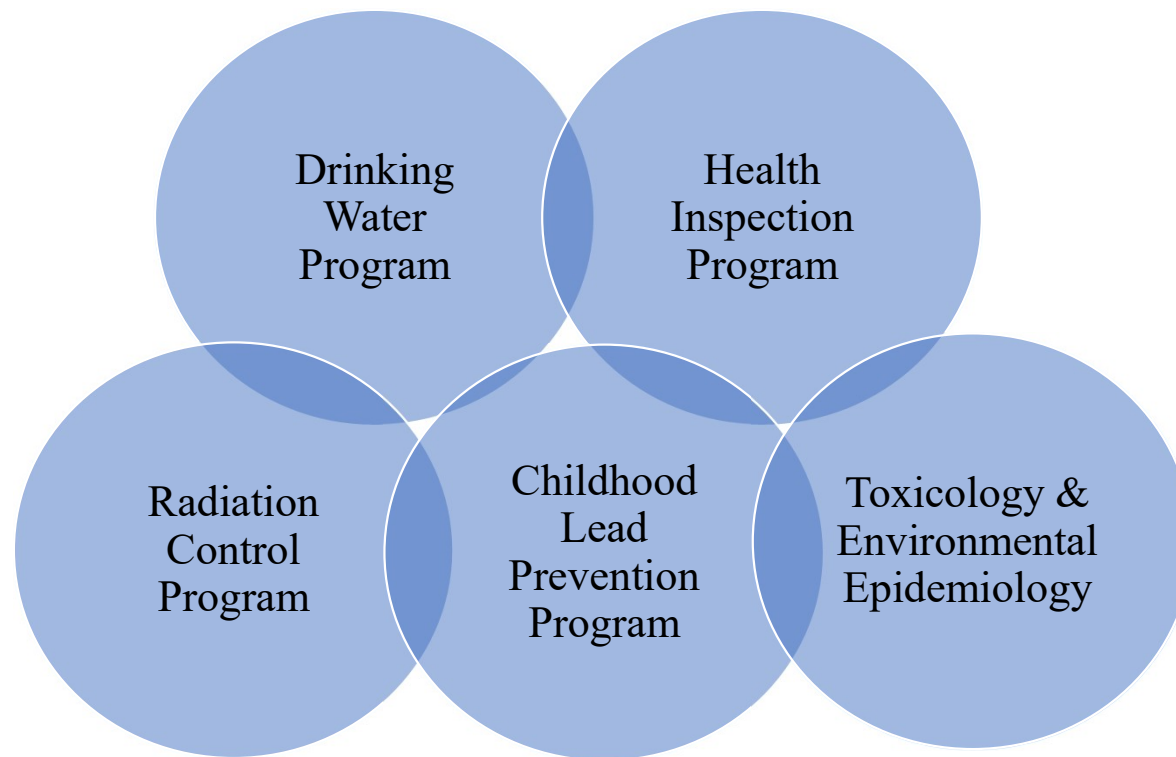 Drinking
Water
Program
Health
Inspection
Program
Radiation
Control
Program
Childhood
Lead
Prevention
Program
Toxicology &
Environmental
Epidemiology